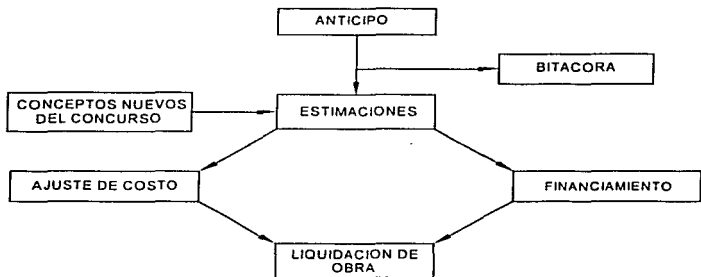 ANTICIPO
BITACORA
CONCEPTOS NUEVOS
DEL CONCURSO
ESTIMACIONES
AJUSTE DE COSTO
FINANCIAMIENTO
LIQUIDACION DE
OBRA